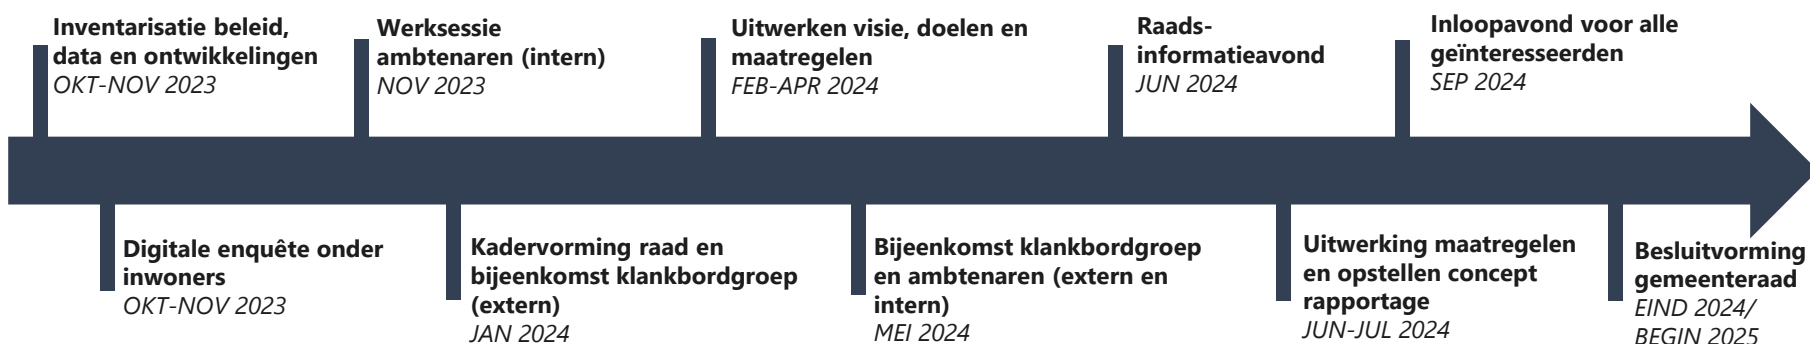 Inventarisatie beleid,
data en ontwikkelingen
OKT-NOV 2023
Werksessie
ambtenaren (intern)
NOV 2023
Uitwerken visie, doelen en
maatregelen
FEB-APR 2024
Raads-
informatieavond
JUN 2024
Inloopavond voor alle
geïnteresseerden
SEP 2024
Digitale enquête onder
inwoners
OKT-NOV 2023
Kadervorming raad en
bijeenkomst klankbordgroep
(extern)
JAN 2024
Bijeenkomst klankbordgroep
en ambtenaren (extern en
intern)
MEI 2024
Uitwerking maatregelen
en opstellen concept
rapportage
JUN-JUL 2024
Besluitvorming
gemeenteraad
EIND 2024/
BEGIN 2025